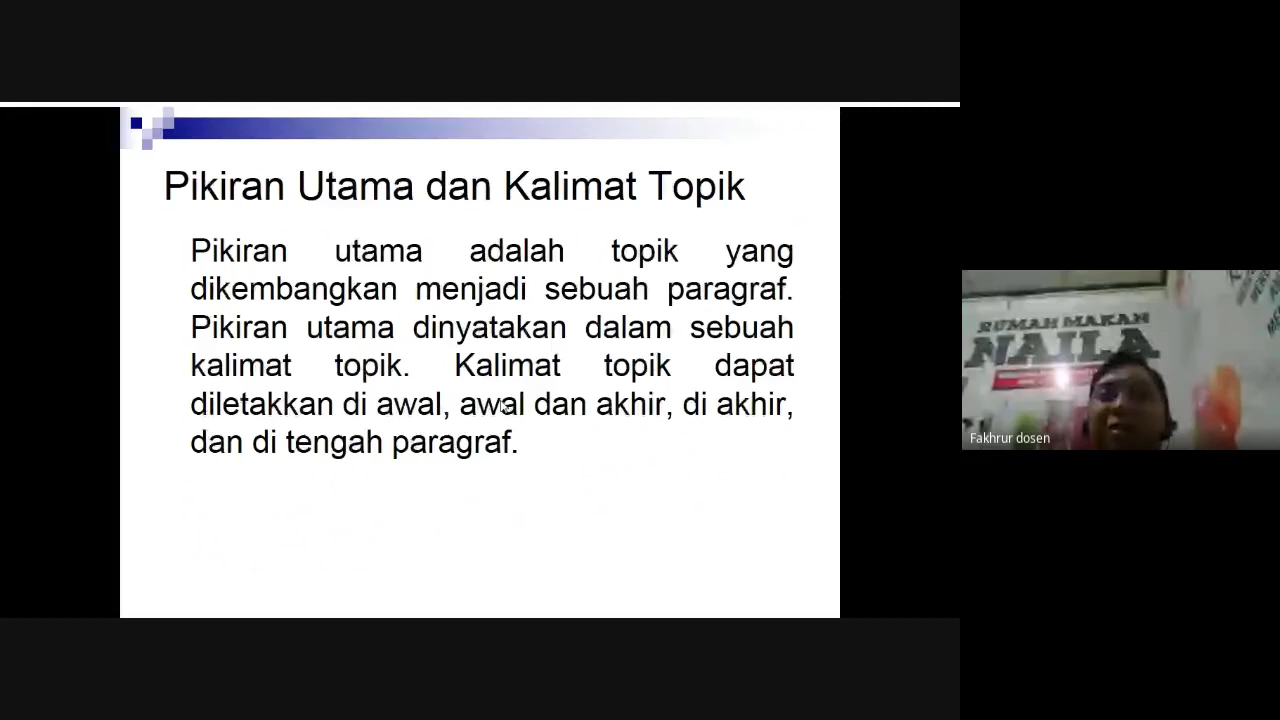 Pikiran Utama dan Kalimat Topik
Pikiran utama adalah topik yang
dikembangkan menjadi sebuah paragraf.
Pikiran utama dinyatakan dalam sebuah
kalimat topik. Kalimat topik dapat
diletakkan di awal, awal dan akhir, di akhir,
dan di tengah paragraf.
RUMAH MAKAN
NAILA
Fakhrur dosen